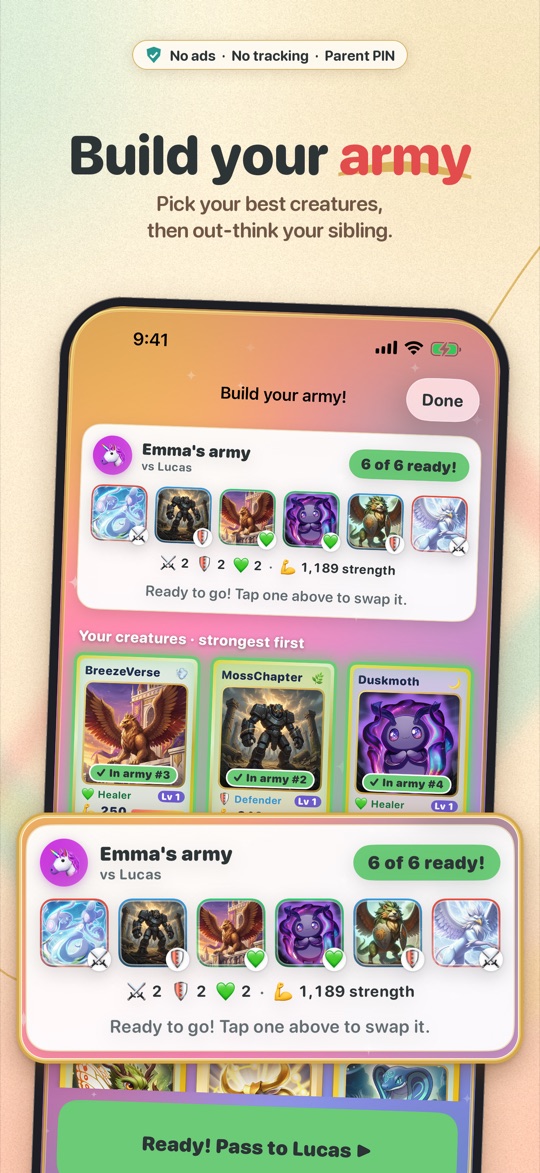 No ads · No tracking · Parent PIN
Build your army
Pick your best creatures,
then out-think your sibling.
9:41
Build your army!
Done
Emma's army
vs Lucas
6 of 6 ready!
2 2 2 · 1,189 strength
Ready to go! Tap one above to swap it.
Your creatures · strongest first
BreezeVerse
MossChapter
Duskmoth
✓ In army #3
✓ In army #2
✓ In army #4
Healer Lv 1
Defender Lv 1
Healer Lv 1
250
Emma's army
vs Lucas
6 of 6 ready!
2 2 2 · 1,189 strength
Ready to go! Tap one above to swap it.
Ready! Pass to Lucas